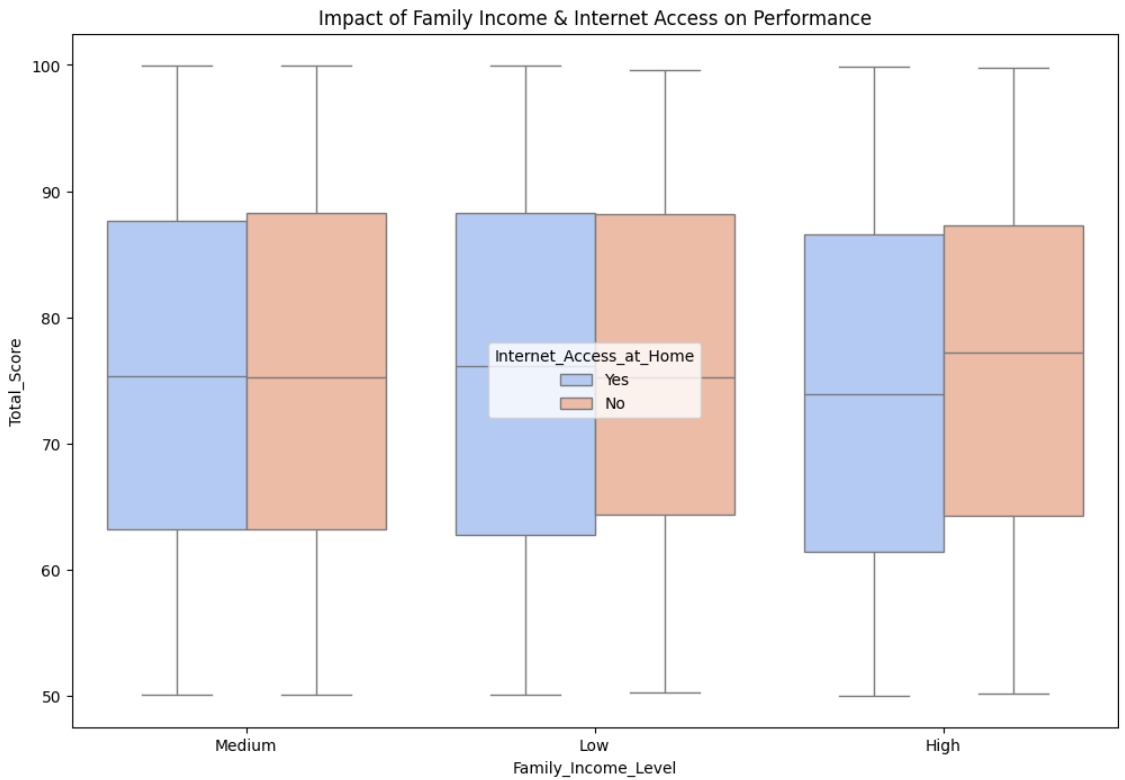 Impact of Family Income & Internet Access on Performance
100
90
80
70
60
50
Total_Score
Internet_Access_at_Home
Yes
No
Medium Low High
Family_Income_Level